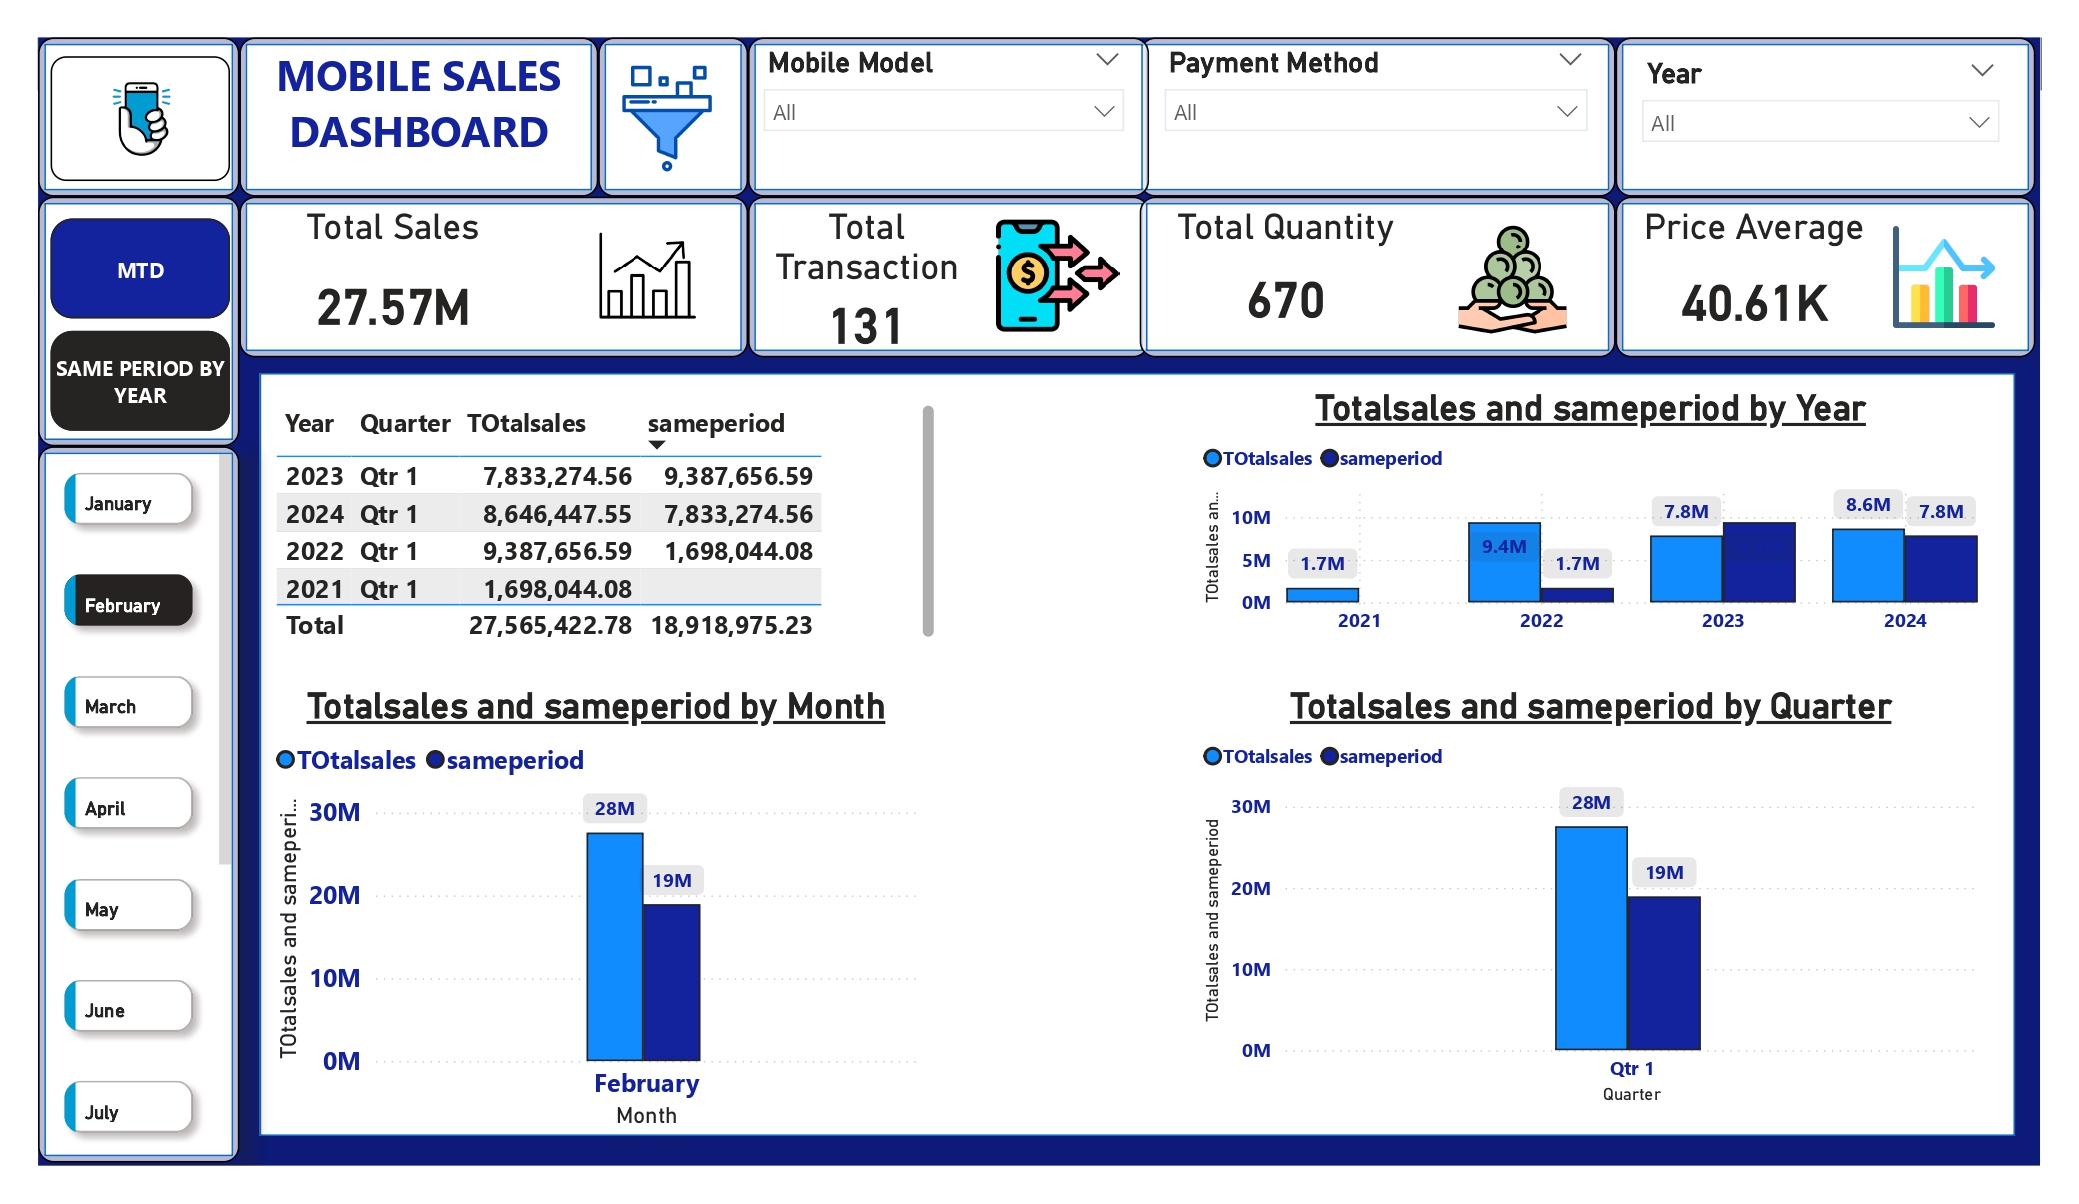 MOBILE SALES
DASHBOARD
Mobile Model
All
Payment Method
All
Year
All
MTD
SAME PERIOD BY
YEAR
Total Sales
27.57M
Total
Transaction
131
Total Quantity
670
Price Average
40.61K
January
February
March
April
May
June
July
Year Quarter TOtalsales sameperiod
2023 Qtr 1 7,833,274.56 9,387,656.59
2024 Qtr 1 8,646,447.55 7,833,274.56
2022 Qtr 1 9,387,656.59 1,698,044.08
2021 Qtr 1 1,698,044.08
Total 27,565,422.78 18,918,975.23
Totalsales and sameperiod by Year
TOtalsales sameperiod
TOtalsales an...
10M
5M
0M
1.7M
9.4M
1.7M
7.8M
8.6M
7.8M
2021 2022 2023 2024
Totalsales and sameperiod by Month
TOtalsales sameperiod
TOtalsales and sameperi...
30M
20M
10M
0M
28M
19M
February
Month
Totalsales and sameperiod by Quarter
TOtalsales sameperiod
TOtalsales and sameperiod
30M
20M
10M
0M
28M
19M
Qtr 1
Quarter